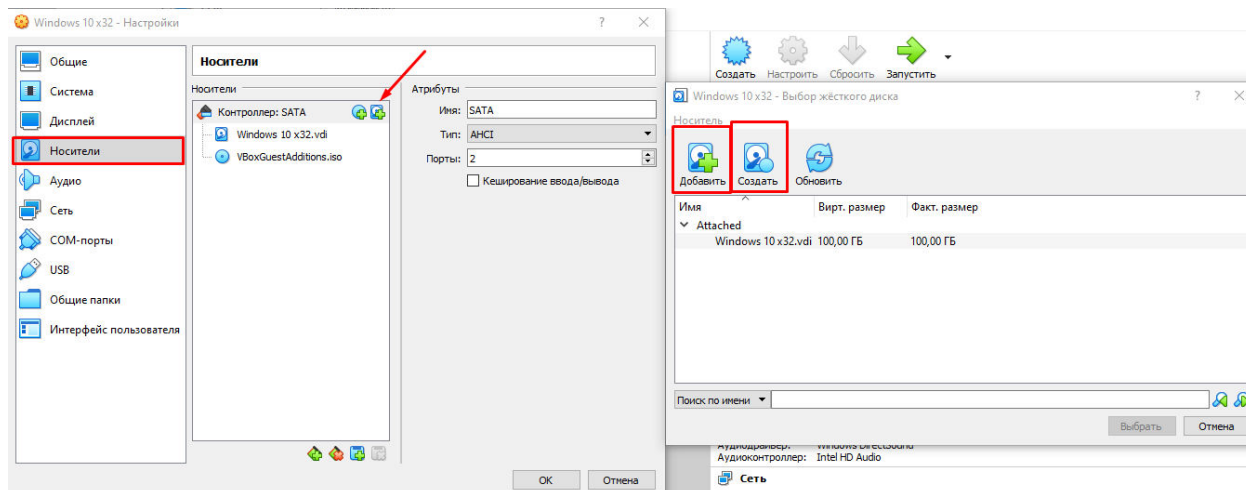 Windows 10 x32 - Настройки
Общие
Система
Дисплей
Носители
Аудио
Сеть
COM-порты
USB
Общие папки
Интерфейс пользователя
Носители
Носители
Контроллер: SATA
Windows 10 x32.vdi
VBoxGuestAdditions.iso
Атрибуты
Имя: SATA
Тип: AHCI
Порты: 2
Кеширование ввода/вывода
OK Отмена
Создать Настроить Сбросить Запустить
Windows 10 x32 - Выбор жёсткого диска
Носитель
Добавить Создать Обновить
Имя Вирт. размер Факт. размер
Attached
Windows 10 x32.vdi 100,00 ГБ 100,00 ГБ
Поиск по имени
Выбрать Отмена
Аудиодрайвер: Windows DirectSound
Аудиоконтроллер: Intel HD Audio
Сеть